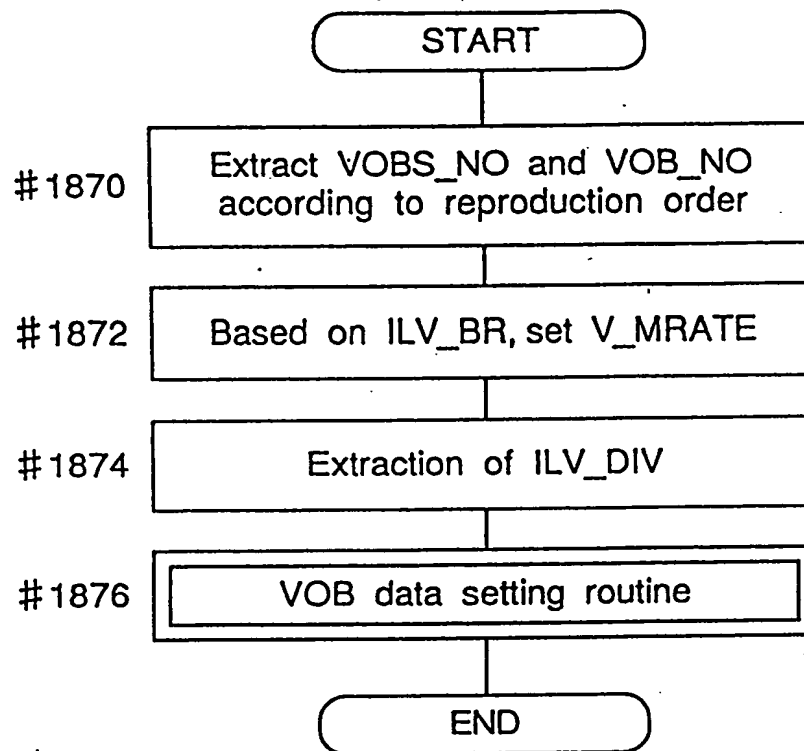 START
#1870
Extract VOBS_NO and VOB_NO
according to reproduction order
#1872
Based on ILV_BR, set V_MRATE
#1874
Extraction of ILV_DIV
#1876
VOB data setting routine
END